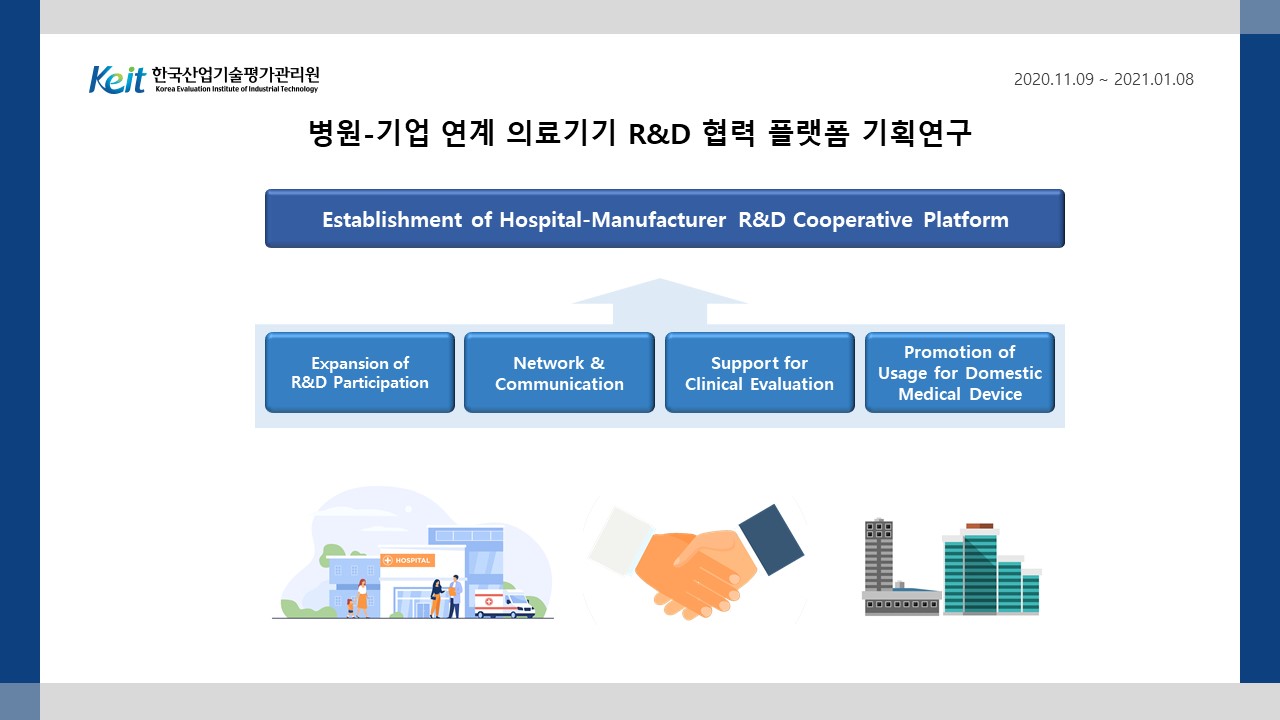 Keit 한국산업기술평가관리원
Korea Evaluation Institute of Industrial Technology
2020.11.09 ~ 2021.01.08
병원-기업 연계 의료기기 R&D 협력 플랫폼 기획연구
Establishment of Hospital-Manufacturer R&D Cooperative Platform
Expansion of
R&D Participation
Network &
Communication
Support for
Clinical Evaluation
Promotion of
Usage for Domestic
Medical Device
HOSPITAL